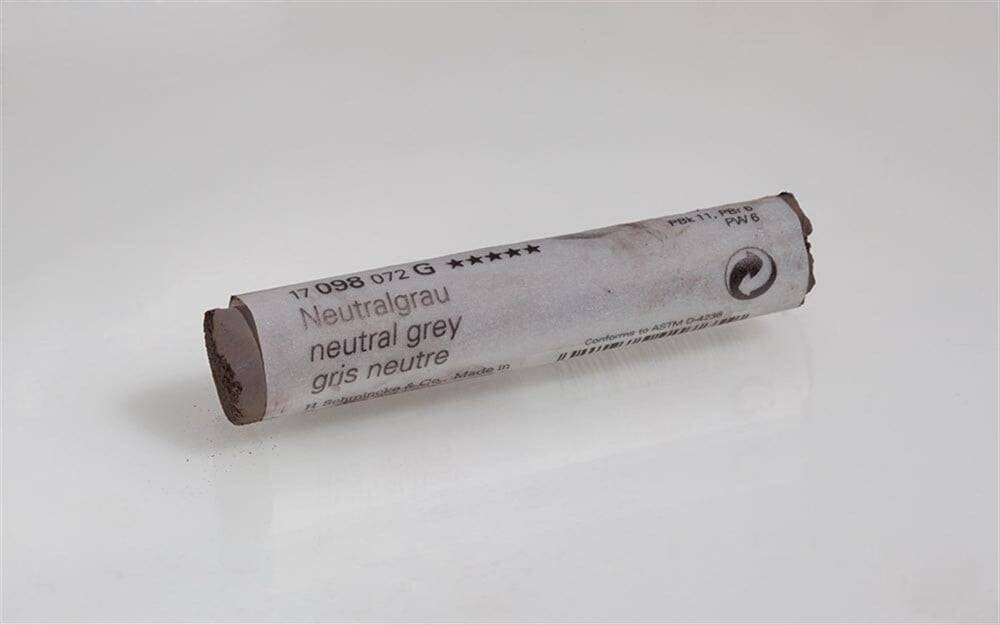 17 098 072 G ★★★★★
Neutralgrau
neutral grey
gris neutre
H. Schmincke & Co., Made in
PBk 11, PBr 6
PW 6
Conforms to ASTM D-4236